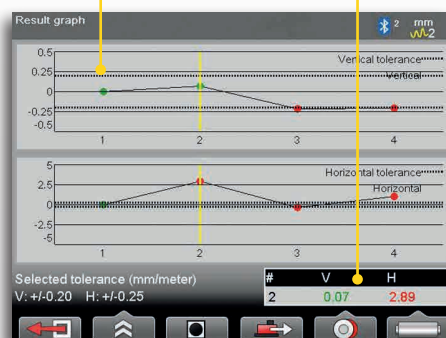 Result graph
2
mm
2
0.5
0.25
0
-0.25
-0.5
Vertical tolerance
Vertical
1 2 3 4
5
2.5
0
-2.5
-5
Horizontal tolerance
Horizontal
1 2 3 4
Selected tolerance (mm/meter)
V: +/-0.20 H: +/-0.25
# V H
2 0.07 2.89